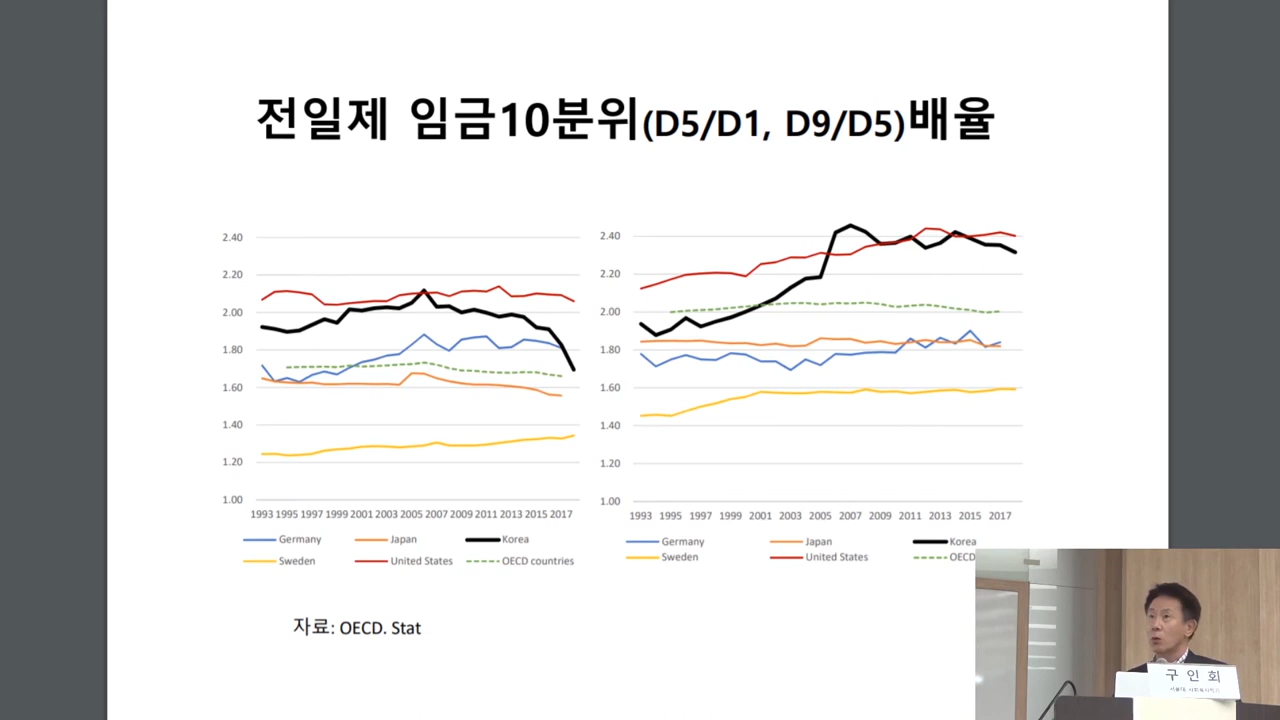 전일제 임금10분위(D5/D1, D9/D5)배율
2.40
2.20
2.00
1.80
1.60
1.40
1.20
1.00
1993 1995 1997 1999 2001 2003 2005 2007 2009 2011 2013 2015 2017
Germany Japan Korea
Sweden United States OECD countries
2.40
2.20
2.00
1.80
1.60
1.40
1.20
1.00
1993 1995 1997 1999 2001 2003 2005 2007 2009 2011 2013 2015 2017
Germany Japan Korea
Sweden United States OECD
자료: OECD. Stat
구 인 회